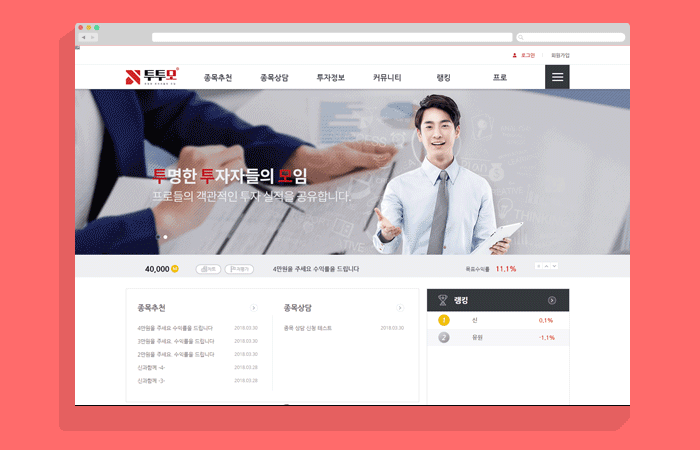 로그인 회원가입
투투모
종목추천 종목상담 투자정보 커뮤니티 랭킹 프로
투명한 투자자들의 모임
프로들의 객관적인 투자 실적을 공유합니다.
40,000 4만원을 주세요 수익률을 드립니다 목표수익률 11.1%
종목추천
4만원을 주세요 수익률을 드립니다 2018.03.30
3만원을 주세요. 수익률을 드립니다 2018.03.30
2만원을 주세요. 수익률을 드립니다 2018.03.30
신과함께 -4- 2018.03.28
신과함께 -3- 2018.03.28
종목상담
종목 상담 신청 테스트 2018.03.30
랭킹
1 신 0.1%
2 뮹원 -1.1%